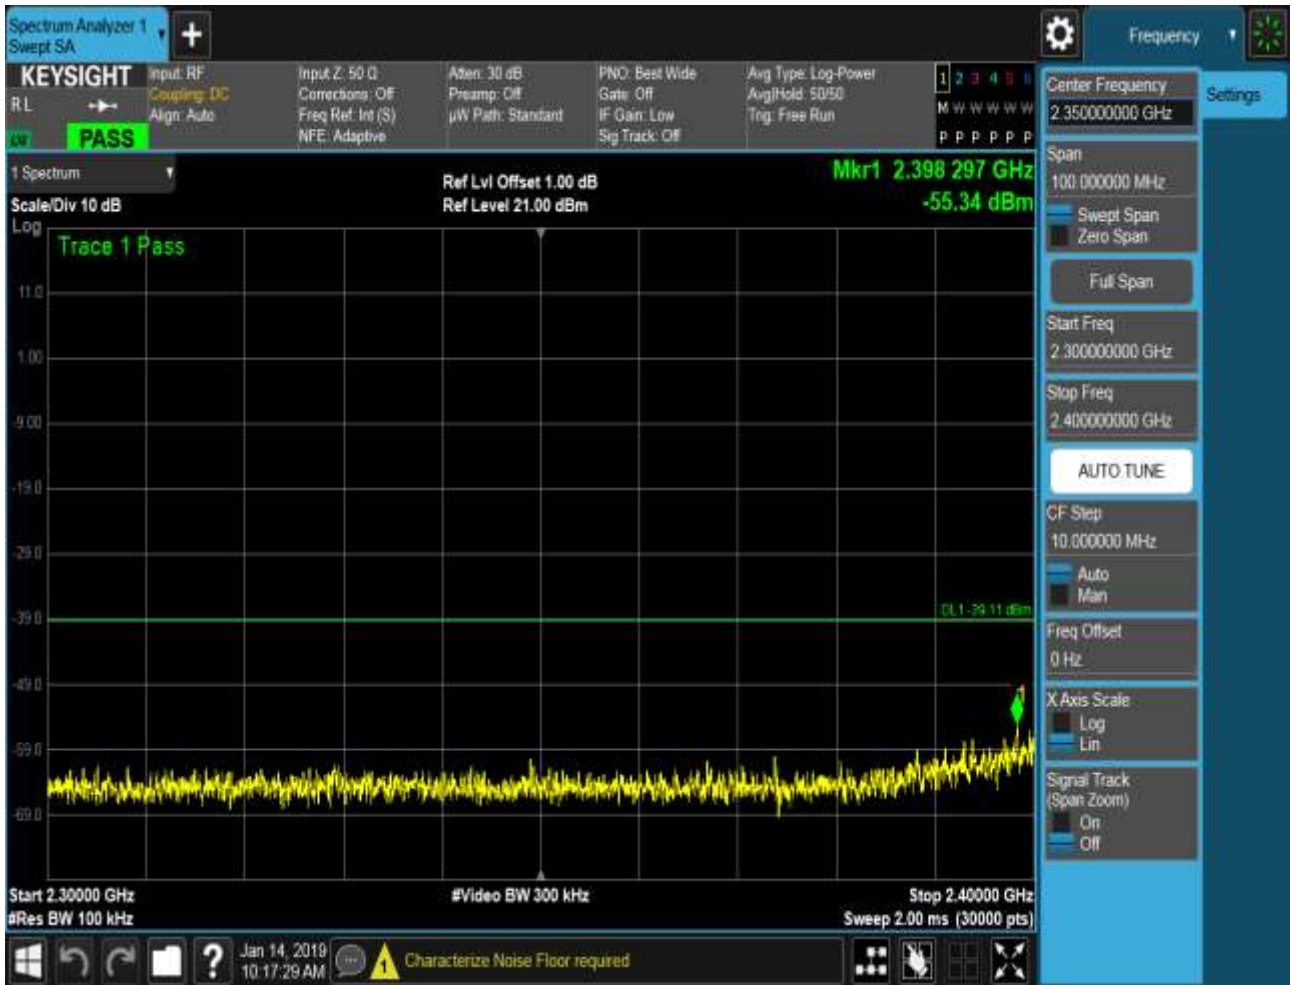 Spectrum Analyzer 1
Swept SA
Frequency
KEYSIGHT
RL
PASS
Input: RF
Coupling: DC
Align: Auto
Input Z: 50 Ω
Corrections: Off
Freq Ref: Int (S)
NFE: Adaptive
Atten: 30 dB
Preamp: Off
µW Path: Standard
PNO: Best Wide
Gate: Off
IF Gain: Low
Sig Track: Off
Avg Type: Log-Power
Avg|Hold: 50/50
Trig: Free Run
1 2 3 4 5 6
M W W W W W
P P P P P P
1 Spectrum
Scale/Div 10 dB
Log
Ref Lvl Offset 1.00 dB
Ref Level 21.00 dBm
Mkr1 2.398 297 GHz
-55.34 dBm
Trace 1 Pass
11.0
1.00
-9.00
-19.0
-29.0
-39.0
-49.0
-59.0
-69.0
DL1 -39.11 dBm
1
Start 2.30000 GHz
#Res BW 100 kHz
#Video BW 300 kHz
Stop 2.40000 GHz
Sweep 2.00 ms (30000 pts)
Center Frequency
2.350000000 GHz
Settings
Span
100.000000 MHz
Swept Span
Zero Span
Full Span
Start Freq
2.300000000 GHz
Stop Freq
2.400000000 GHz
AUTO TUNE
CF Step
10.000000 MHz
Auto
Man
Freq Offset
0 Hz
X Axis Scale
Log
Lin
Signal Track
(Span Zoom)
On
Off
?
Jan 14, 2019
10:17:29 AM
1
Characterize Noise Floor required